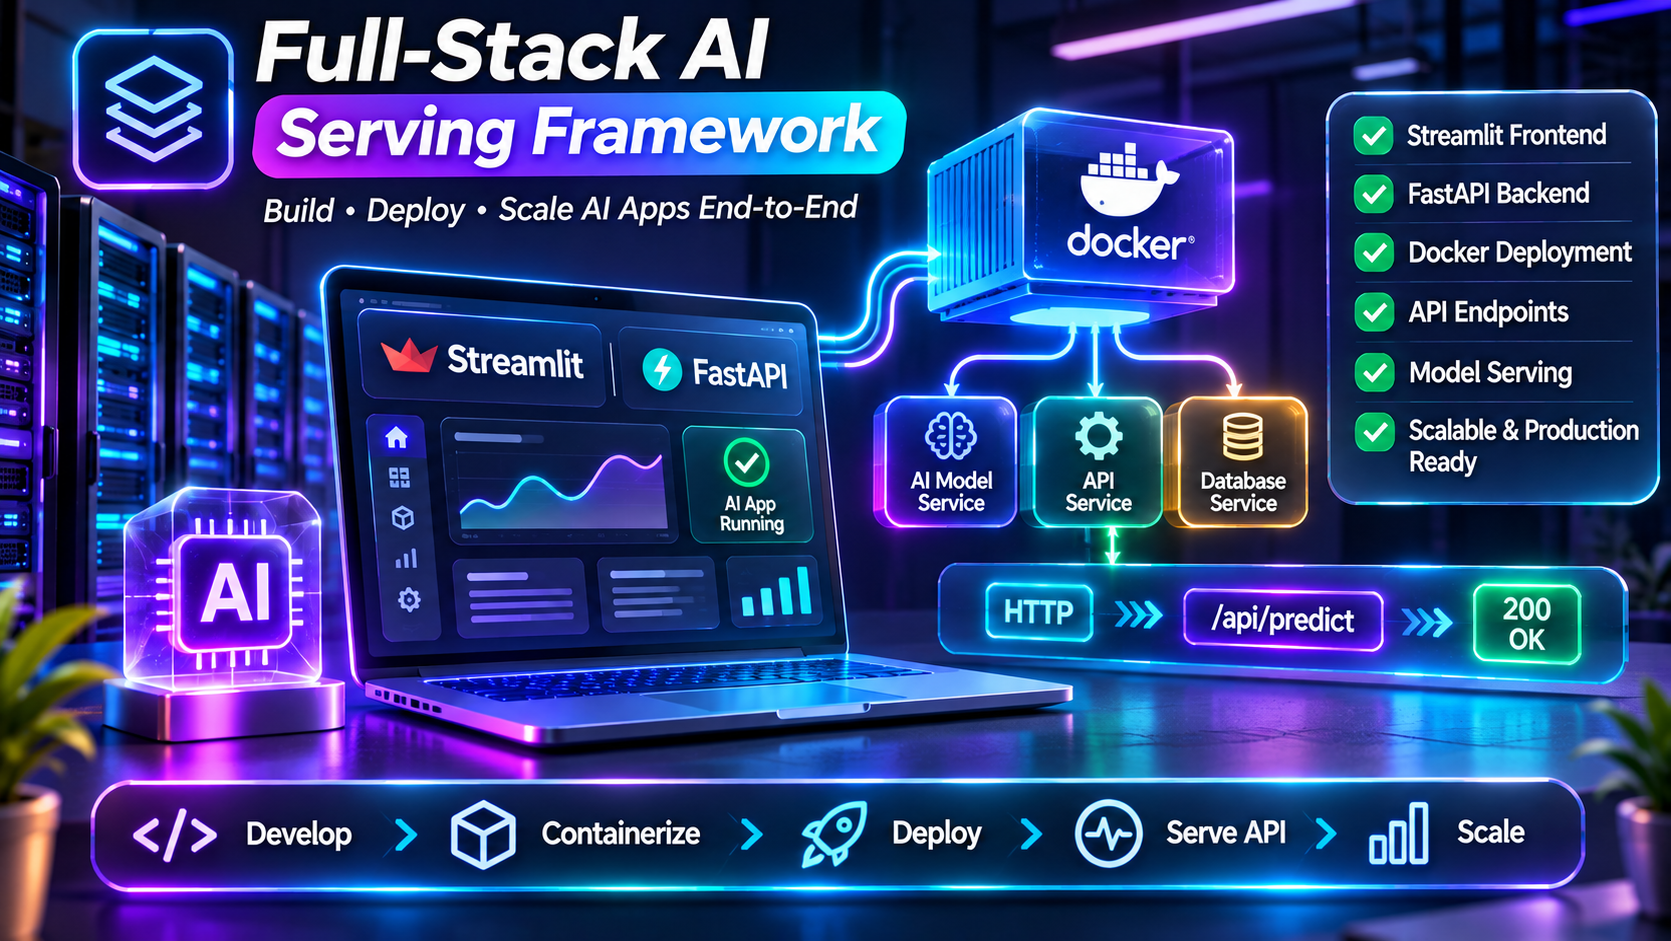 Full-Stack AI
Serving Framework
Build • Deploy • Scale AI Apps End-to-End
docker
Streamlit Frontend
FastAPI Backend
Docker Deployment
API Endpoints
Model Serving
Scalable & Production
Ready
Streamlit
FastAPI
AI App
Running
AI Model
Service
API
Service
Database
Service
AI
HTTP
/api/predict
200
OK
</> Develop
Containerize
Deploy
Serve API
Scale